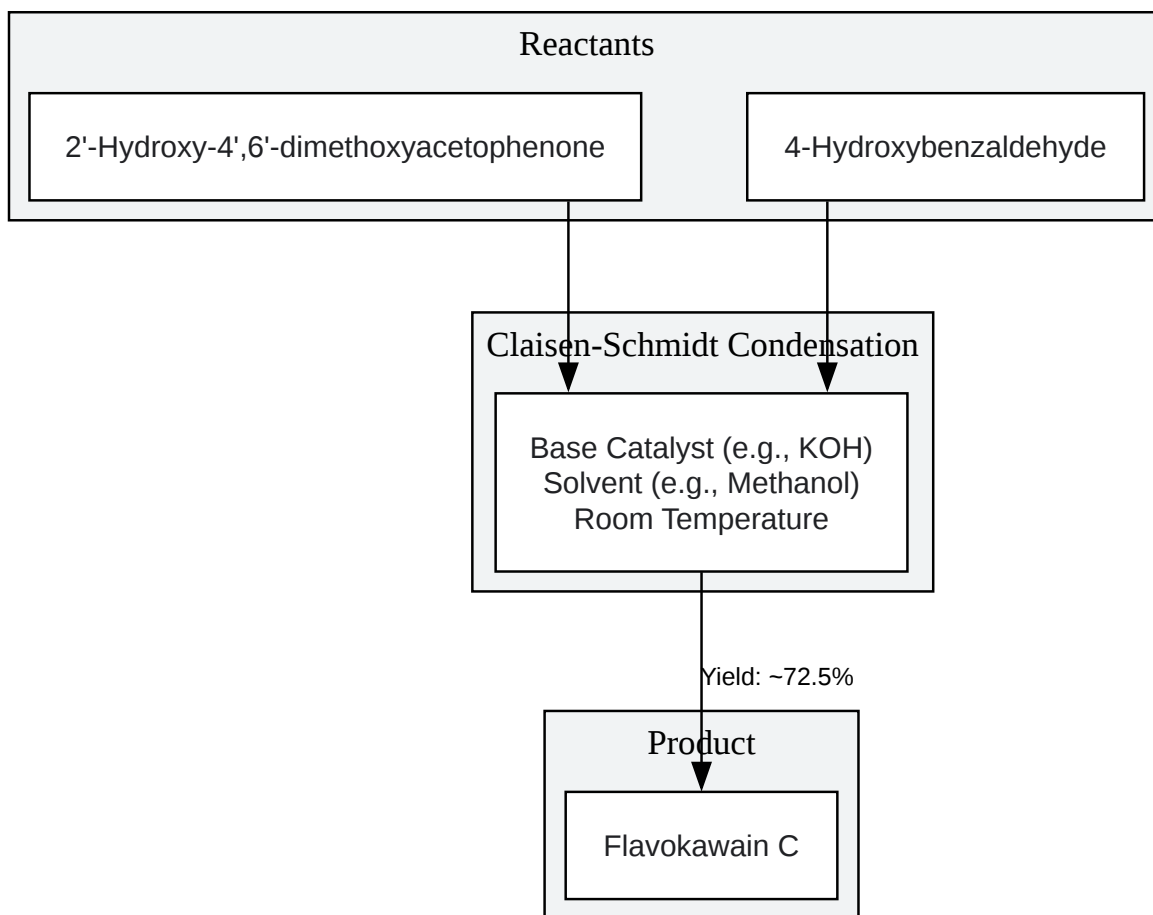 Reactants
2'-Hydroxy-4',6'-dimethoxyacetophenone
4-Hydroxybenzaldehyde
Claisen-Schmidt Condensation
Base Catalyst (e.g., KOH)
Solvent (e.g., Methanol)
Room Temperature
Yield: ~72.5%
Product
Flavokawain C